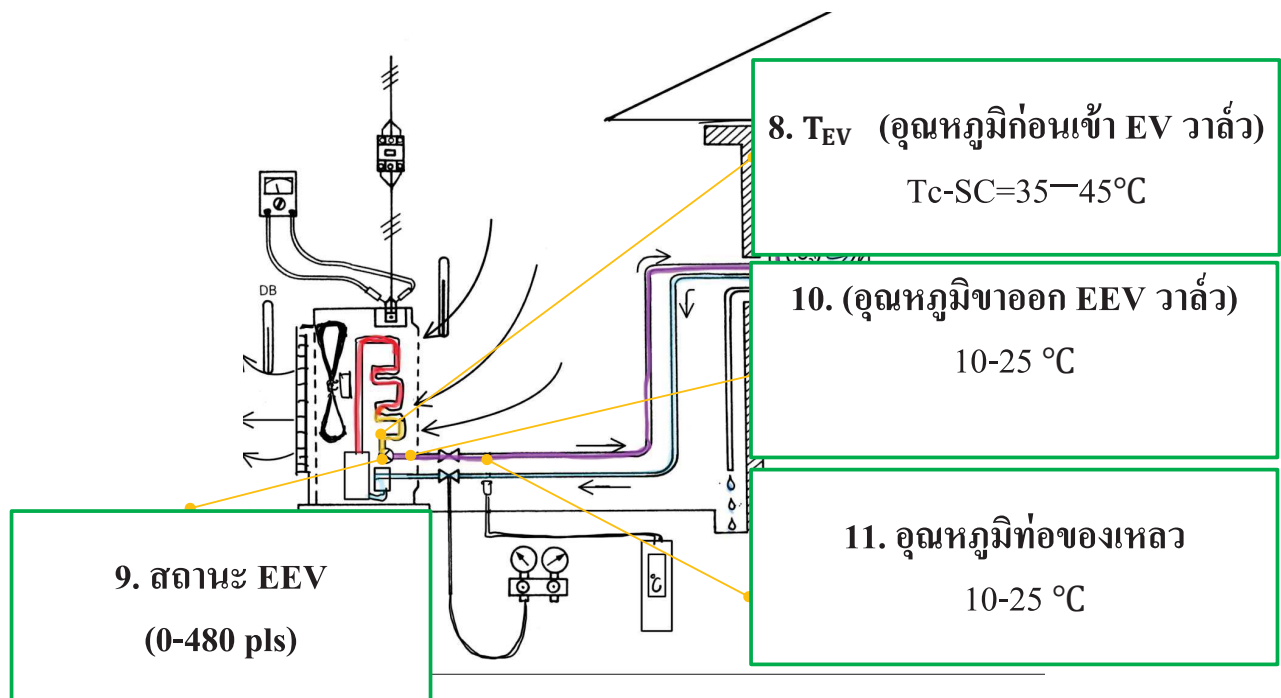 8. T_EV (อุณหภูมิก่อนเข้า EV วาล์ว)
Tc-SC=35—45℃
DB
10. (อุณหภูมิขาออก EEV วาล์ว)
10-25 ℃
11. อุณหภูมิท่อของเหลว
10-25 ℃
9. สถานะ EEV
(0-480 pls)
℃